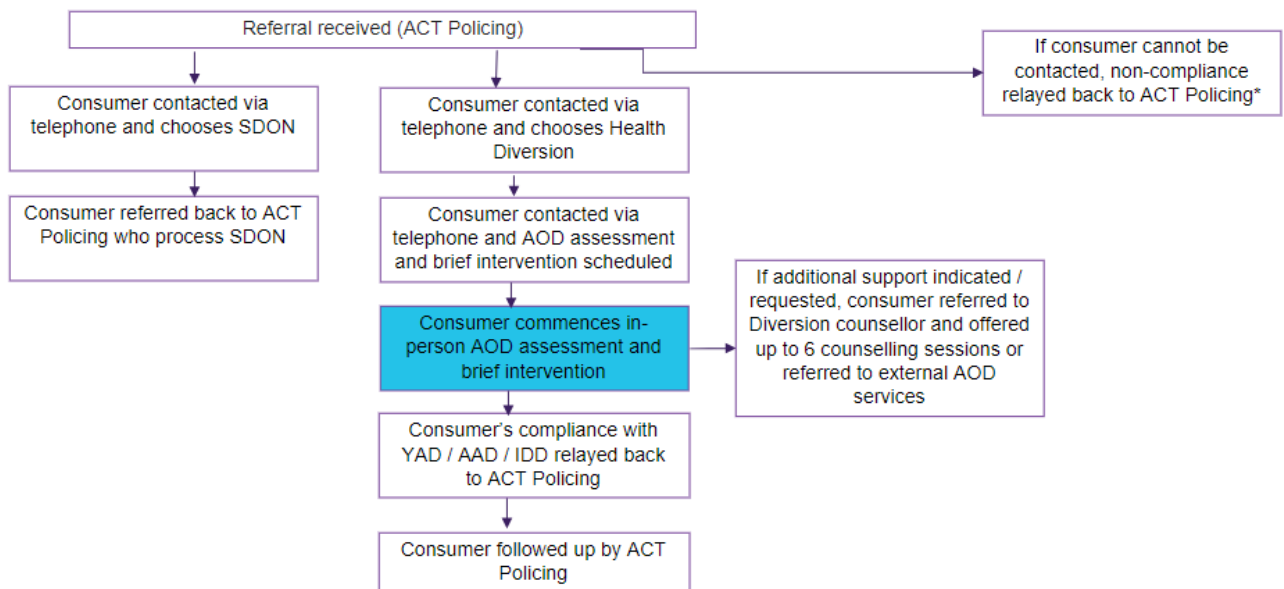 Referral received (ACT Policing)
If consumer cannot be
contacted, non-compliance
relayed back to ACT Policing*
Consumer contacted via
telephone and chooses SDON
Consumer contacted via
telephone and chooses Health
Diversion
Consumer referred back to ACT
Policing who process SDON
Consumer contacted via
telephone and AOD assessment
and brief intervention scheduled
Consumer commences in-
person AOD assessment and
brief intervention
If additional support indicated /
requested, consumer referred to
Diversion counsellor and offered
up to 6 counselling sessions or
referred to external AOD
services
Consumer's compliance with
YAD / AAD / IDD relayed back
to ACT Policing
Consumer followed up by ACT
Policing